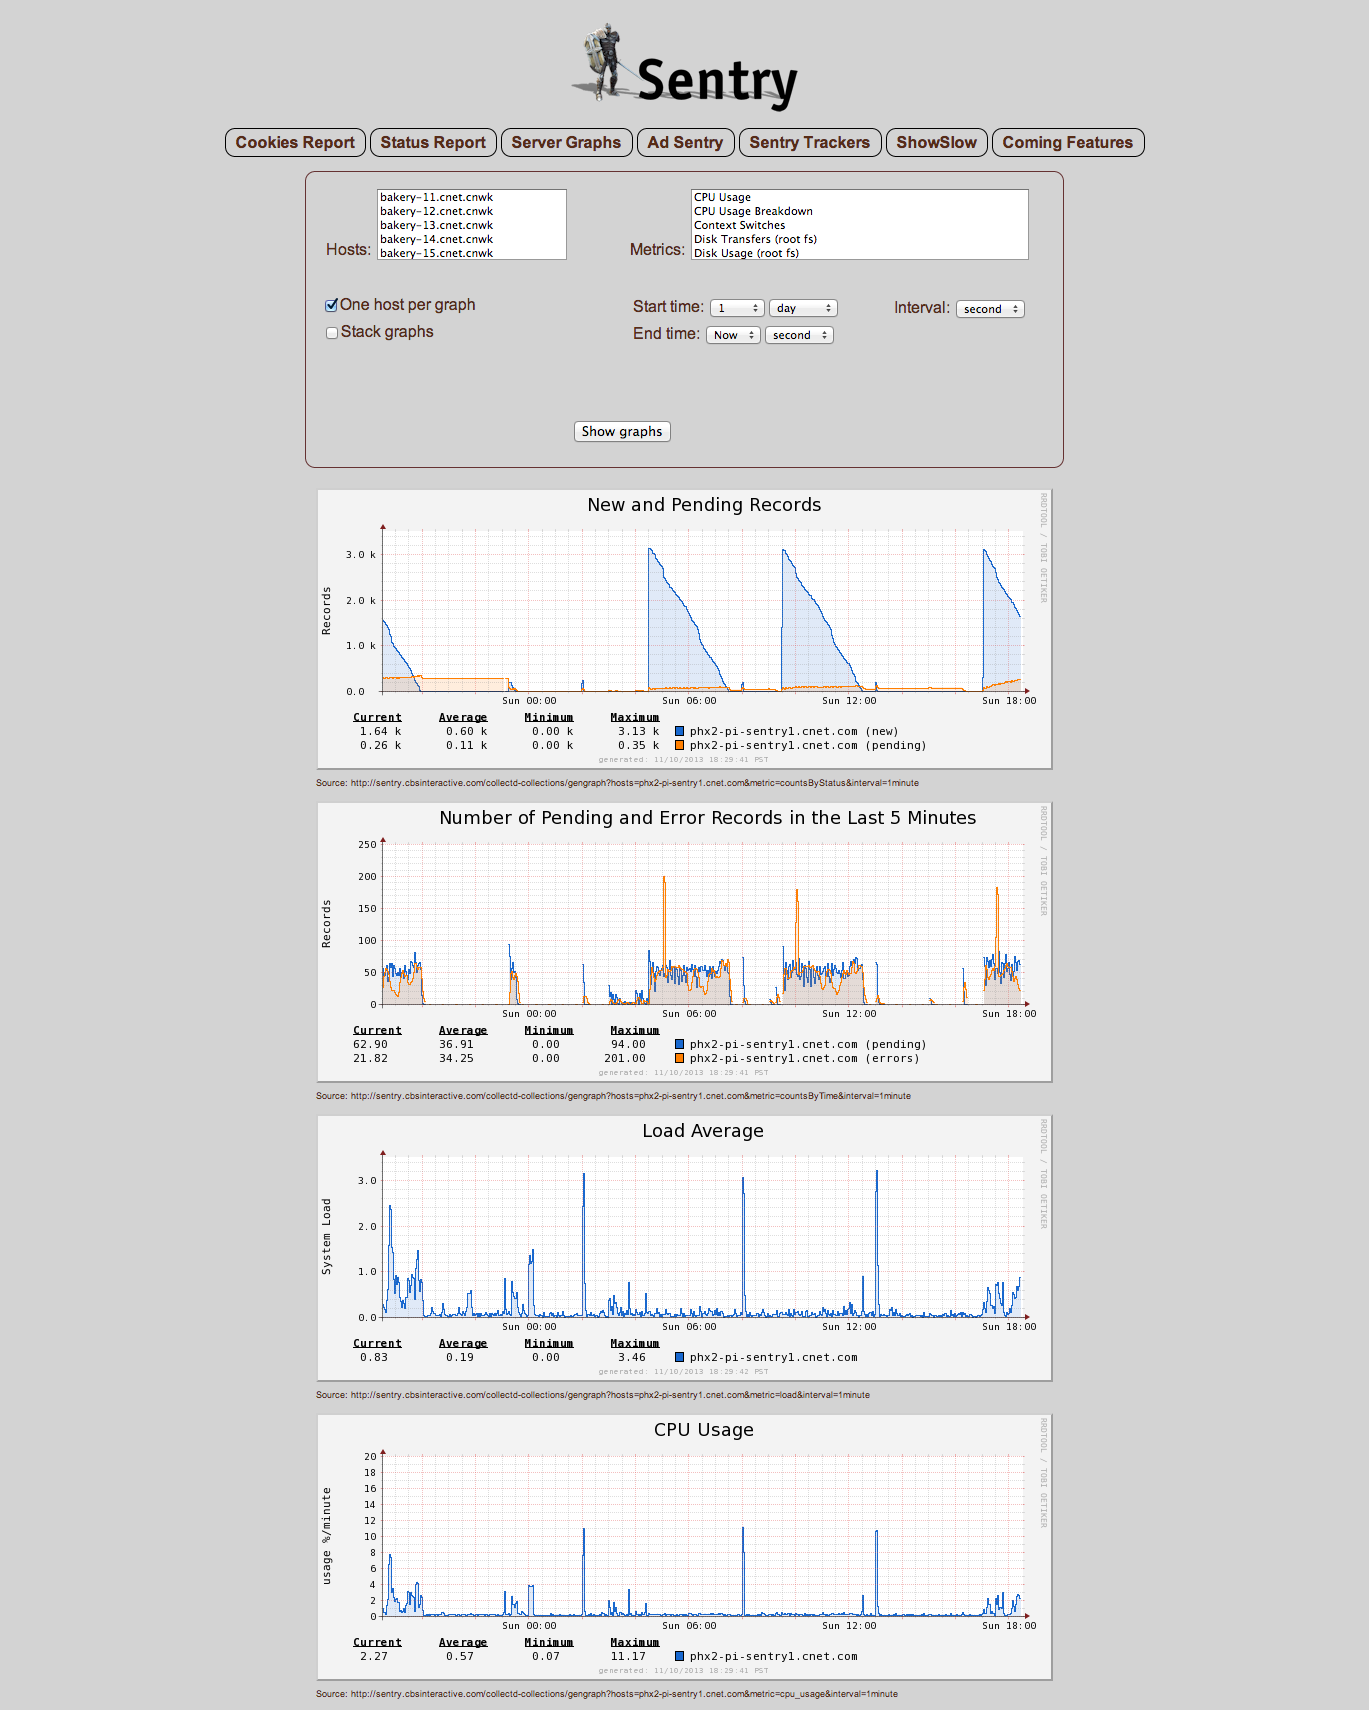 Sentry
Cookies Report Status Report Server Graphs Ad Sentry Sentry Trackers ShowSlow Coming Features
Hosts:
bakery-11.cnet.cnwk
bakery-12.cnet.cnwk
bakery-13.cnet.cnwk
bakery-14.cnet.cnwk
bakery-15.cnet.cnwk
Metrics:
CPU Usage
CPU Usage Breakdown
Context Switches
Disk Transfers (root fs)
Disk Usage (root fs)
One host per graph
Stack graphs
Start time: 1 day
End time: Now second
Interval: second
Show graphs
New and Pending Records
RRDTOOL / TOBI OETIKER
Records
3.0 k
2.0 k
1.0 k
0.0
Sun 00:00 Sun 06:00 Sun 12:00 Sun 18:00
Current Average Minimum Maximum
1.64 k 0.60 k 0.00 k 3.13 k phx2-pi-sentry1.cnet.com (new)
0.26 k 0.11 k 0.00 k 0.35 k phx2-pi-sentry1.cnet.com (pending)
generated: 11/10/2013 18:29:41 PST
Source: http://sentry.cbsinteractive.com/collectd-collections/gengraph?hosts=phx2-pi-sentry1.cnet.com&metric=countsByStatus&interval=1minute
Number of Pending and Error Records in the Last 5 Minutes
RRDTOOL / TOBI OETIKER
Records
250
200
150
100
50
0
Sun 00:00 Sun 06:00 Sun 12:00 Sun 18:00
Current Average Minimum Maximum
62.90 36.91 0.00 94.00 phx2-pi-sentry1.cnet.com (pending)
21.82 34.25 0.00 201.00 phx2-pi-sentry1.cnet.com (errors)
generated: 11/10/2013 18:29:41 PST
Source: http://sentry.cbsinteractive.com/collectd-collections/gengraph?hosts=phx2-pi-sentry1.cnet.com&metric=countsByTime&interval=1minute
Load Average
RRDTOOL / TOBI OETIKER
System Load
3.0
2.0
1.0
0.0
Sun 00:00 Sun 06:00 Sun 12:00 Sun 18:00
Current Average Minimum Maximum
0.83 0.19 0.00 3.46 phx2-pi-sentry1.cnet.com
generated: 11/10/2013 18:29:42 PST
Source: http://sentry.cbsinteractive.com/collectd-collections/gengraph?hosts=phx2-pi-sentry1.cnet.com&metric=load&interval=1minute
CPU Usage
RRDTOOL / TOBI OETIKER
usage %/minute
20
18
16
14
12
10
8
6
4
2
0
Sun 00:00 Sun 06:00 Sun 12:00 Sun 18:00
Current Average Minimum Maximum
2.27 0.57 0.07 11.17 phx2-pi-sentry1.cnet.com
generated: 11/10/2013 18:29:41 PST
Source: http://sentry.cbsinteractive.com/collectd-collections/gengraph?hosts=phx2-pi-sentry1.cnet.com&metric=cpu_usage&interval=1minute